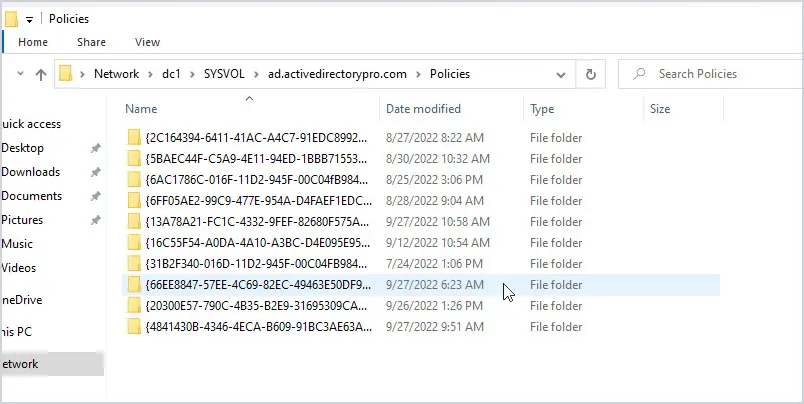 Policies
Home Share View
Network dc1 SYSVOL ad.activedirectorypro.com Policies Search Policies
Name Date modified Type Size
uick access
Desktop
Downloads
Documents
Pictures
Music
Videos
neDrive
his PC
etwork
{2C164394-6411-41AC-A4C7-91EDC8992... 8/27/2022 8:22 AM File folder
{5BAEC44F-C5A9-4E11-94ED-1BBB71553... 8/30/2022 10:32 AM File folder
{6AC1786C-016F-11D2-945F-00C04fB984... 8/25/2022 3:06 PM File folder
{6FF05AE2-99C9-477E-954A-D4FAEF1EDC... 8/28/2022 9:04 AM File folder
{13A78A21-FC1C-4332-9FEF-82680F575A... 9/27/2022 10:58 AM File folder
{16C55F54-A0DA-4A10-A3BC-D4E095E95... 9/12/2022 10:54 AM File folder
{31B2F340-016D-11D2-945F-00C04FB984... 7/24/2022 1:06 PM File folder
{66EE8847-57EE-4C69-82EC-49463E50DF9... 9/27/2022 6:23 AM File folder
{20300E57-790C-4B35-B2E9-31695309CA... 9/26/2022 1:26 PM File folder
{4841430B-4346-4ECA-B609-91BC3AE63A... 9/27/2022 9:51 AM File folder